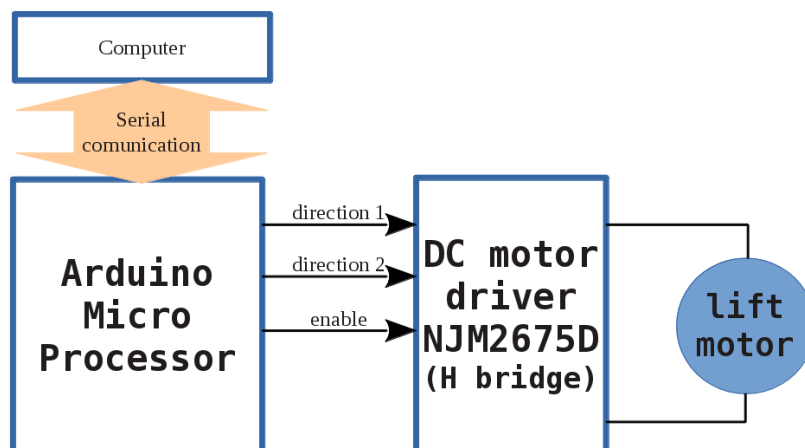 Computer
Serial
comunication
Arduino
Micro
Processor
direction 1
direction 2
enable
DC motor
driver
NJM2675D
(H bridge)
lift
motor